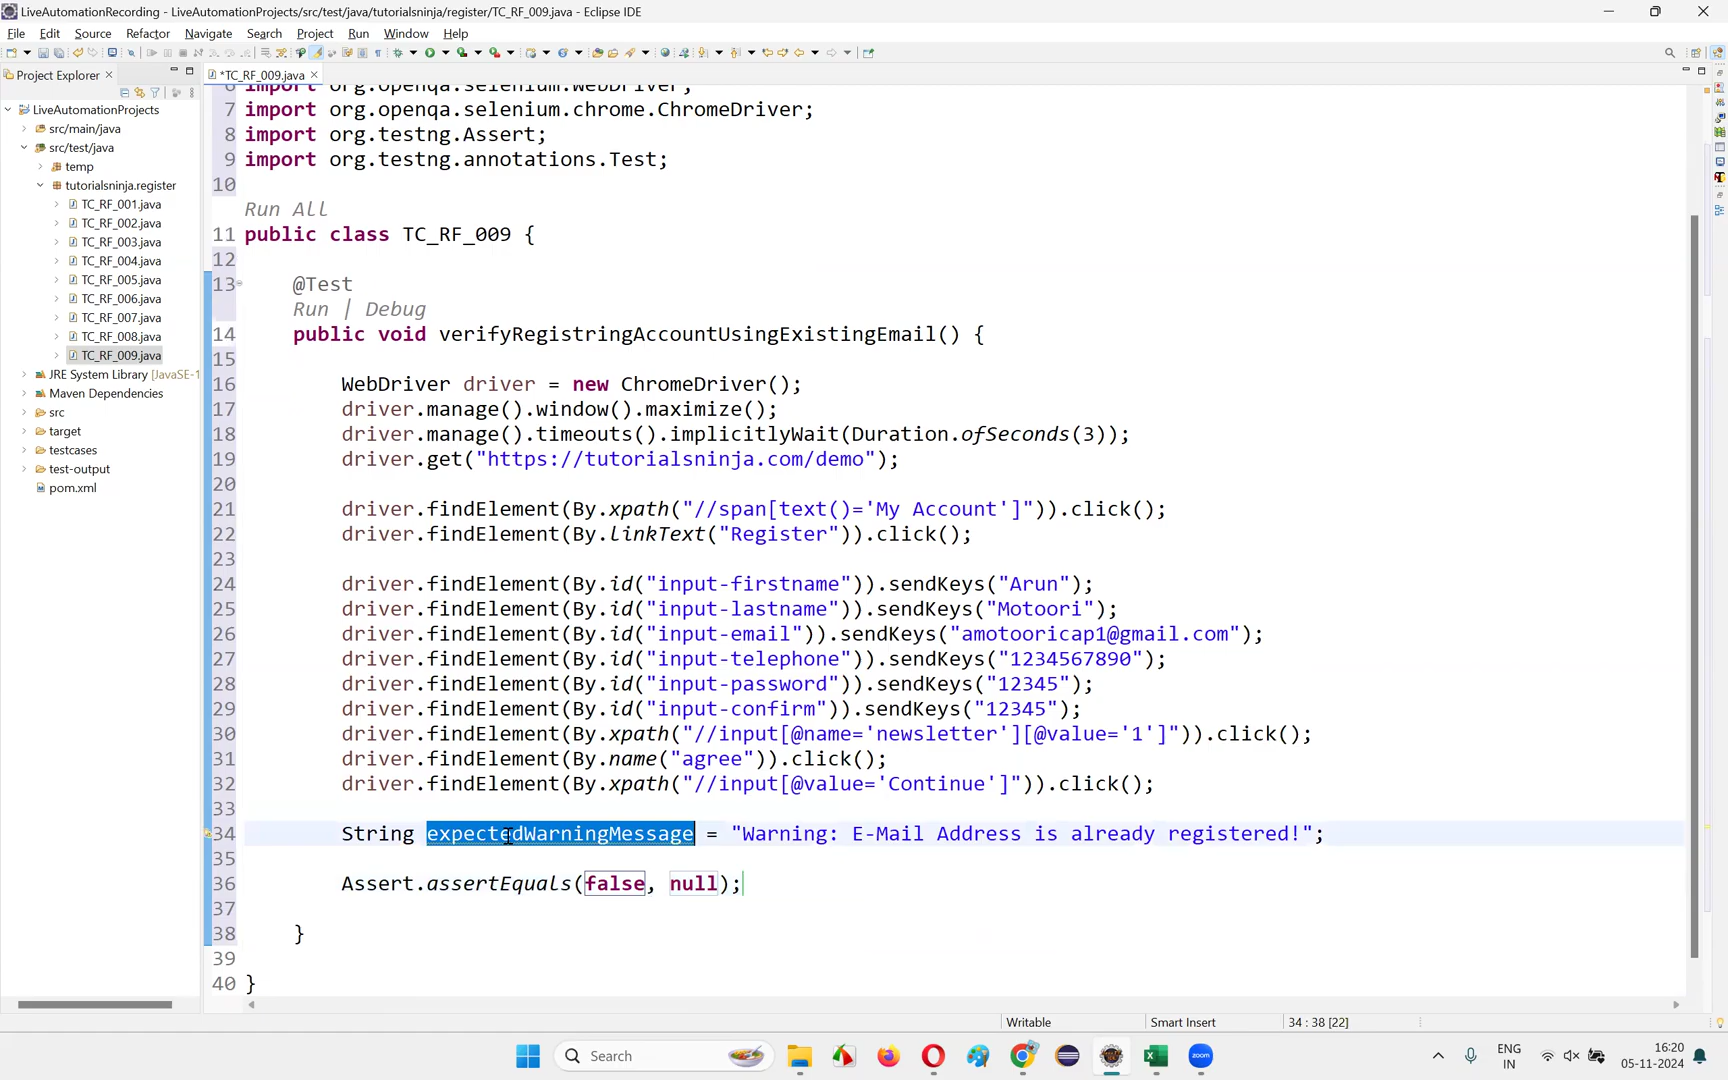 LiveAutomationRecording - LiveAutomationProjects/src/test/java/tutorialsninja/register/TC_RF_009.java - Eclipse IDE
File Edit Source Refactor Navigate Search Project Run Window Help
Project Explorer
*TC_RF_009.java
LiveAutomationProjects
src/main/java
src/test/java
temp
tutorialsninja.register
TC_RF_001.java
TC_RF_002.java
TC_RF_003.java
TC_RF_004.java
TC_RF_005.java
TC_RF_006.java
TC_RF_007.java
TC_RF_008.java
TC_RF_009.java
JRE System Library [JavaSE-1
Maven Dependencies
src
target
testcases
test-output
pom.xml
6 import org.openqa.selenium.WebDriver;
7 import org.openqa.selenium.chrome.ChromeDriver;
8 import org.testng.Assert;
9 import org.testng.annotations.Test;
10
Run All
11 public class TC_RF_009 {
12
13 @Test
Run | Debug
14 public void verifyRegistringAccountUsingExistingEmail() {
15
16 WebDriver driver = new ChromeDriver();
17 driver.manage().window().maximize();
18 driver.manage().timeouts().implicitlyWait(Duration.ofSeconds(3));
19 driver.get("https://tutorialsninja.com/demo");
20
21 driver.findElement(By.xpath("//span[text()='My Account']")).click();
22 driver.findElement(By.linkText("Register")).click();
23
24 driver.findElement(By.id("input-firstname")).sendKeys("Arun");
25 driver.findElement(By.id("input-lastname")).sendKeys("Motoori");
26 driver.findElement(By.id("input-email")).sendKeys("amotooricap1@gmail.com");
27 driver.findElement(By.id("input-telephone")).sendKeys("1234567890");
28 driver.findElement(By.id("input-password")).sendKeys("12345");
29 driver.findElement(By.id("input-confirm")).sendKeys("12345");
30 driver.findElement(By.xpath("//input[@name='newsletter'][@value='1']")).click();
31 driver.findElement(By.name("agree")).click();
32 driver.findElement(By.xpath("//input[@value='Continue']")).click();
33
34 String expectedWarningMessage = "Warning: E-Mail Address is already registered!";
35
36 Assert.assertEquals(false, null);
37
38 }
39
40 }
Writable Smart Insert 34 : 38 [22]
Search
zoom
ENG
IN
16:20
05-11-2024